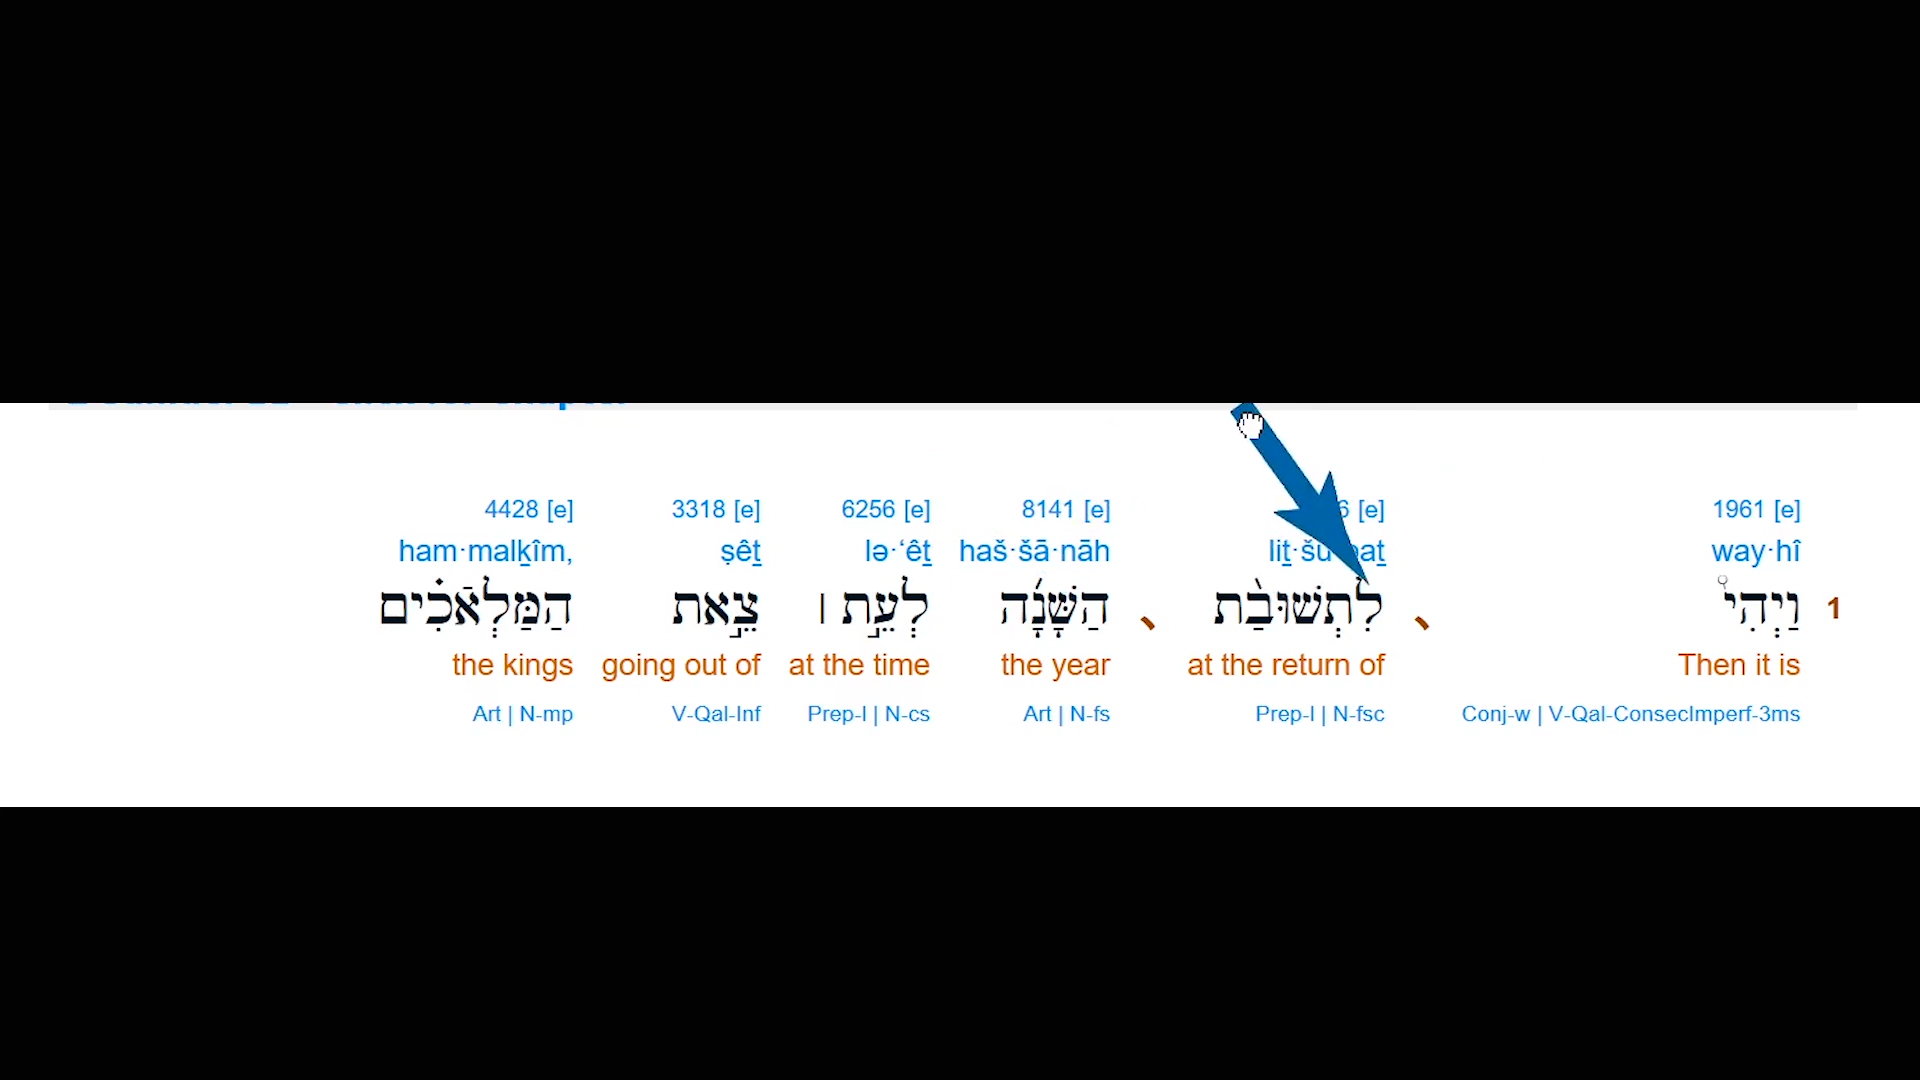 4428 [e] 3318 [e] 6256 [e] 8141 [e] [e] 1961 [e]
ham·malḵîm, ṣêṯ lə·‘êṯ haš·šā·nāh way·hî
1 וַיְהִי֩ ‵ לִתְשׁוּבַ֨ת ‵ הַשָּׁנָ֜ה לְעֵ֣ת ׀ צֵ֣את הַמַּלְאכִ֗ים
the kings going out of at the time the year at the return of Then it is
Art | N-mp V-Qal-Inf Prep-l | N-cs Art | N-fs Prep-l | N-fsc Conj-w | V-Qal-ConsecImperf-3ms